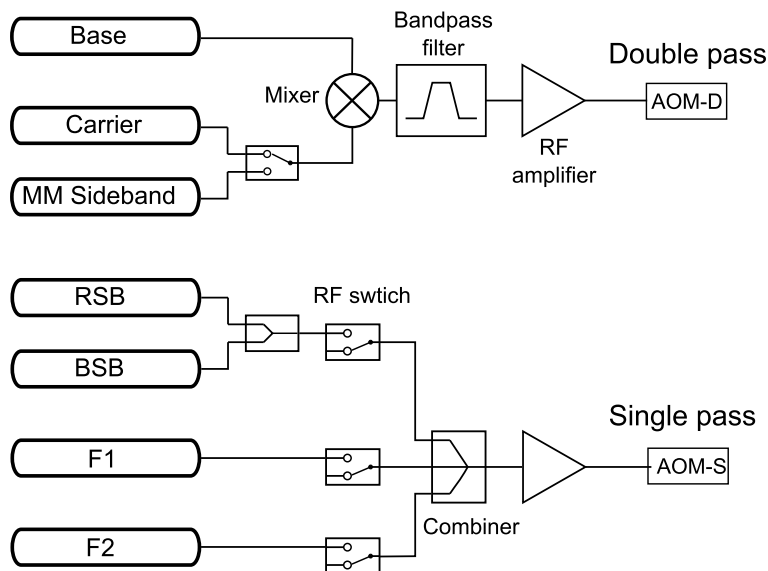 Base
Bandpass
filter
Double pass
Mixer
AOM-D
Carrier
RF
amplifier
MM Sideband
RSB
RF swtich
BSB
Single pass
F1
AOM-S
Combiner
F2